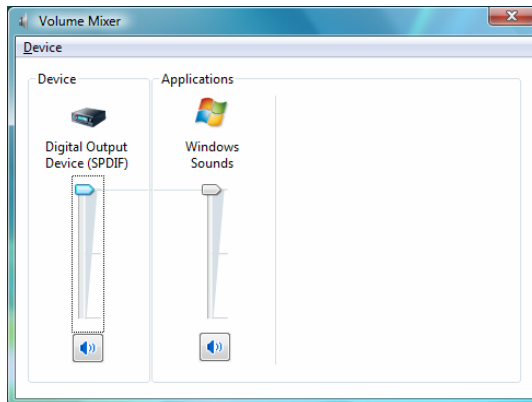 Volume Mixer
Device
Device
Applications
Digital Output
Device (SPDIF)
Windows
Sounds